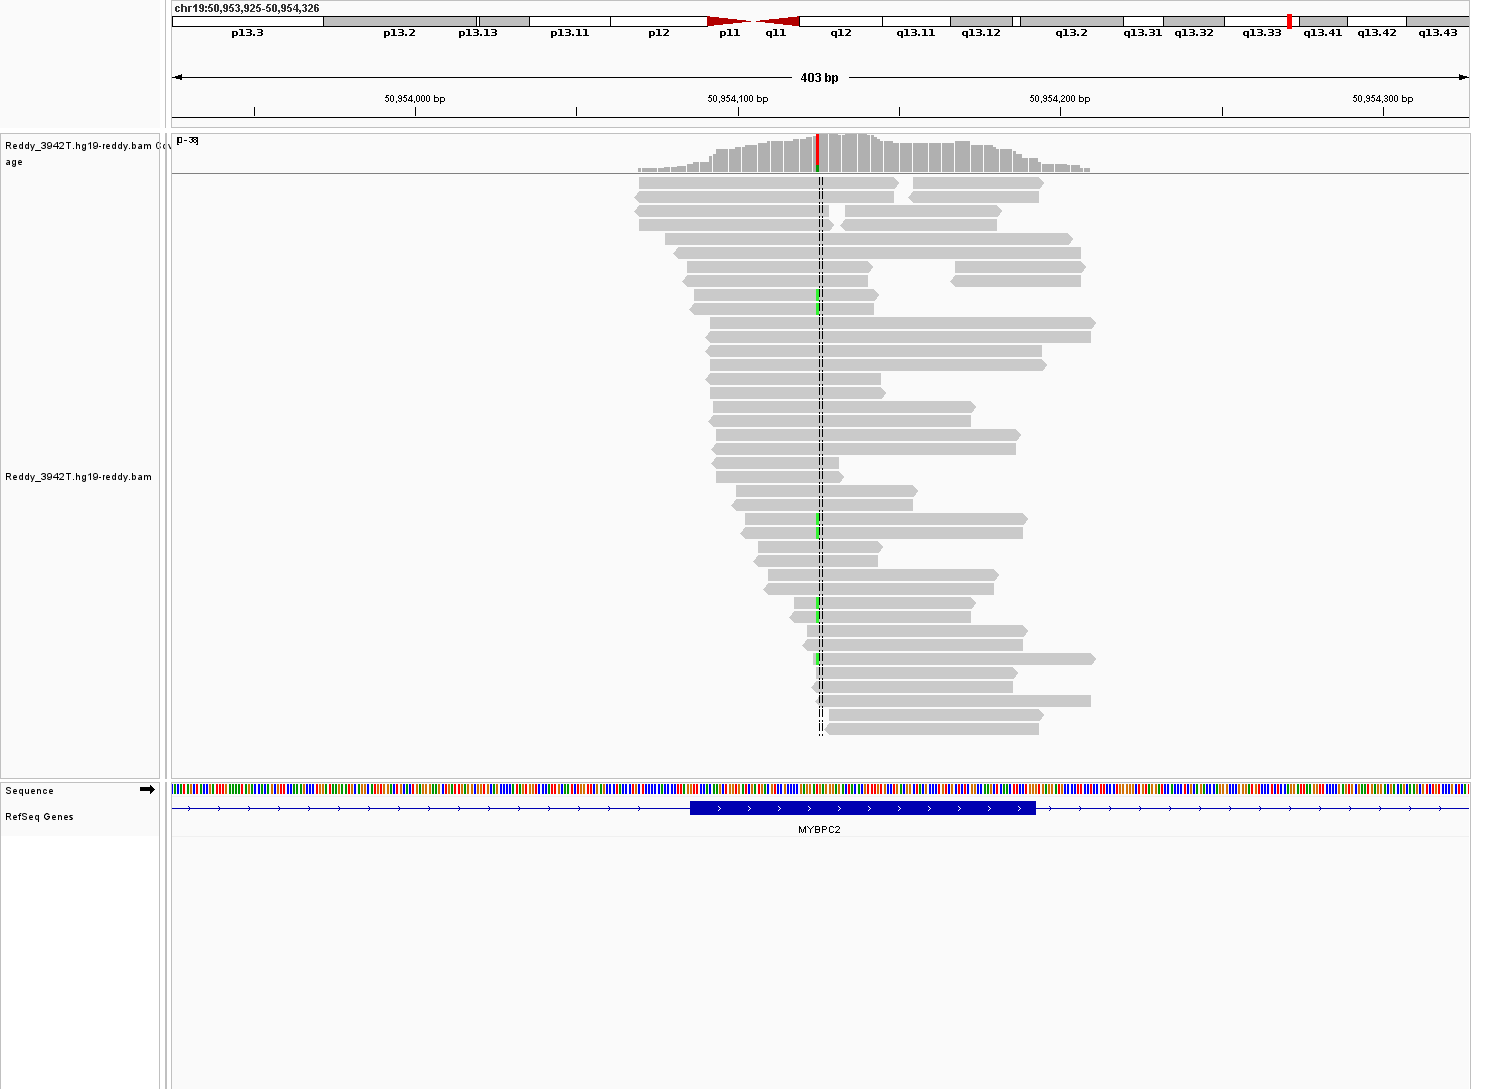 chr19:50,953,925-50,954,326
p13.3 p13.2 p13.13 p13.11 p12 p11 q11 q12 q13.11 q13.12 q13.2 q13.31 q13.32 q13.33 q13.41 q13.42 q13.43
403 bp
50,954,000 bp 50,954,100 bp 50,954,200 bp 50,954,300 bp
Reddy_3942T.hg19-reddy.bam Cov
age
[0-38]
Reddy_3942T.hg19-reddy.bam
Sequence
RefSeq Genes
MYBPC2